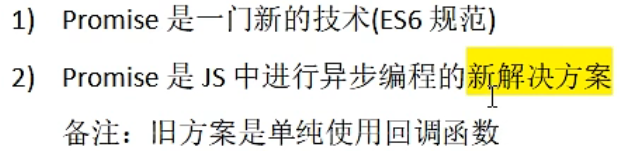 1) Promise 是一门新的技术(ES6 规范)
2) Promise 是 JS 中进行异步编程的新解决方案
备注：旧方案是单纯使用回调函数